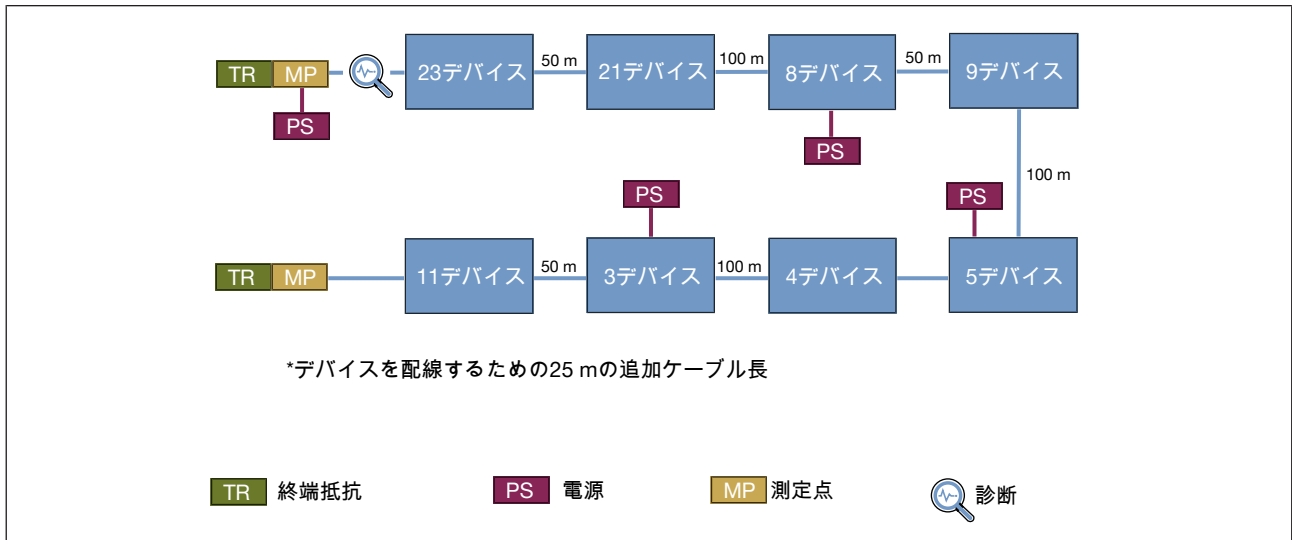 TR MP 23デバイス 50 m 21デバイス 100 m 8デバイス 50 m 9デバイス
PS PS
100 m
PS PS
TR MP 11デバイス 50 m 3デバイス 100 m 4デバイス 5デバイス
*デバイスを配線するための25 mの追加ケーブル長
TR 終端抵抗 PS 電源 MP 測定点 診断